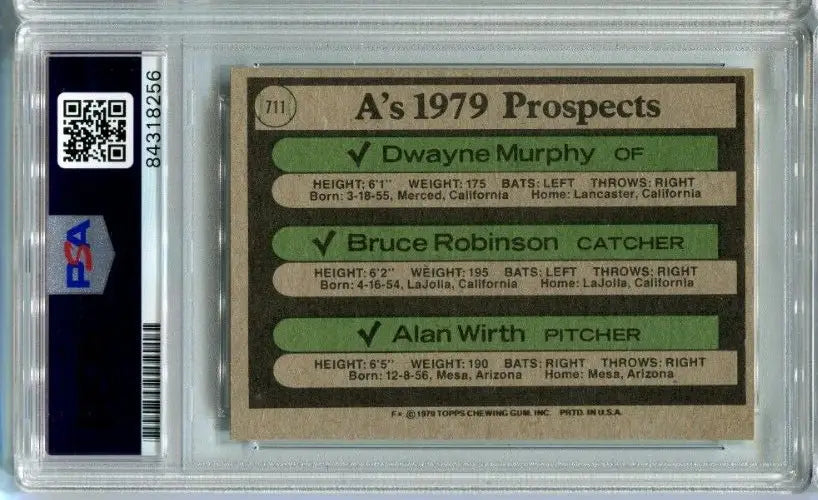 84318256
PSA
711
A's 1979 Prospects
✓ Dwayne Murphy OF
HEIGHT: 6'1" WEIGHT: 175 BATS: LEFT THROWS: RIGHT
Born: 3-18-55, Merced, California Home: Lancaster, California
✓ Bruce Robinson CATCHER
HEIGHT: 6'2" WEIGHT: 195 BATS: LEFT THROWS: RIGHT
Born: 4-16-54, LaJolla, California Home: LaJolla, California
✓ Alan Wirth PITCHER
HEIGHT: 6'5" WEIGHT: 190 BATS: RIGHT THROWS: RIGHT
Born: 12-8-56, Mesa, Arizona Home: Mesa, Arizona
F* © 1979 TOPPS CHEWING GUM, INC. PRTD. IN U.S.A.